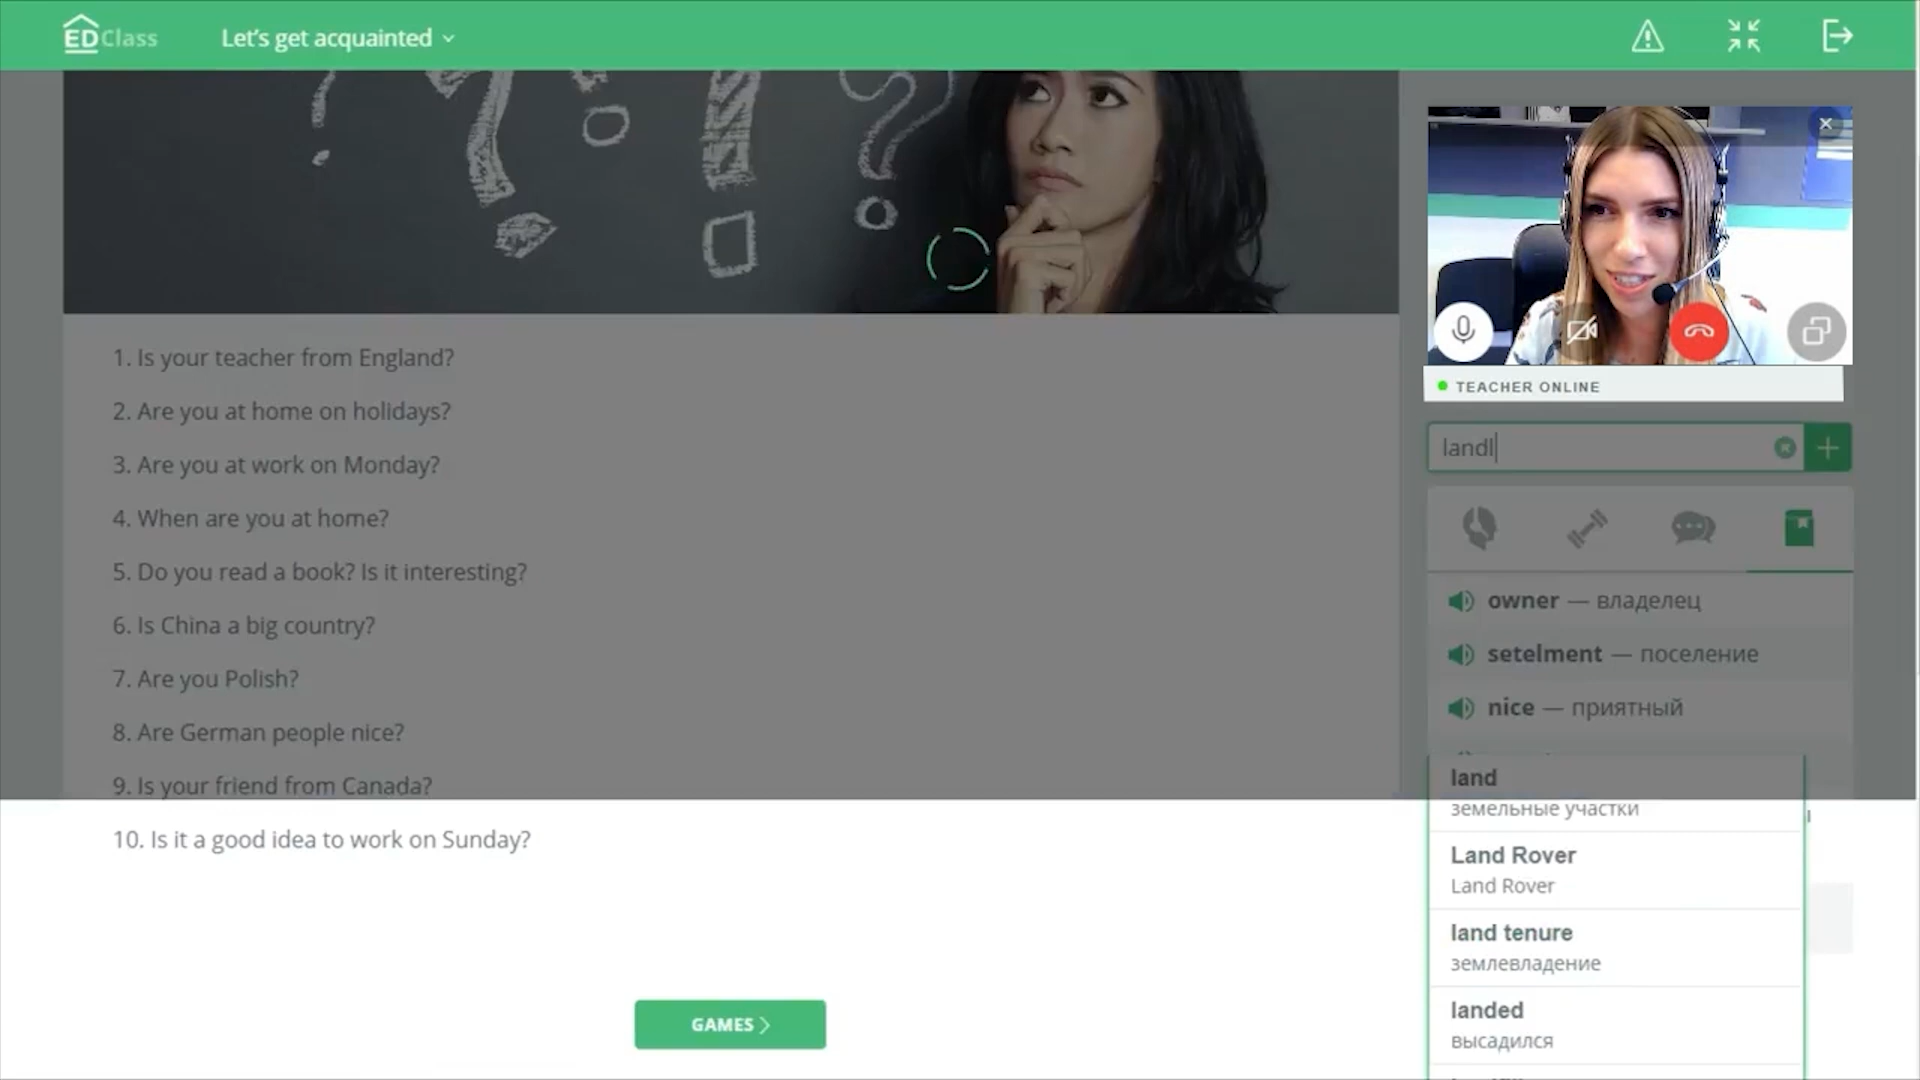 EDClass
Let's get acquainted
TEACHER ONLINE
landl
1. Is your teacher from England?
2. Are you at home on holidays?
3. Are you at work on Monday?
4. When are you at home?
5. Do you read a book? Is it interesting?
6. Is China a big country?
7. Are you Polish?
8. Are German people nice?
9. Is your friend from Canada?
10. Is it a good idea to work on Sunday?
GAMES
owner — владелец
setelment — поселение
nice — приятный
land
земельные участки
Land Rover
Land Rover
land tenure
землевладение
landed
высадился